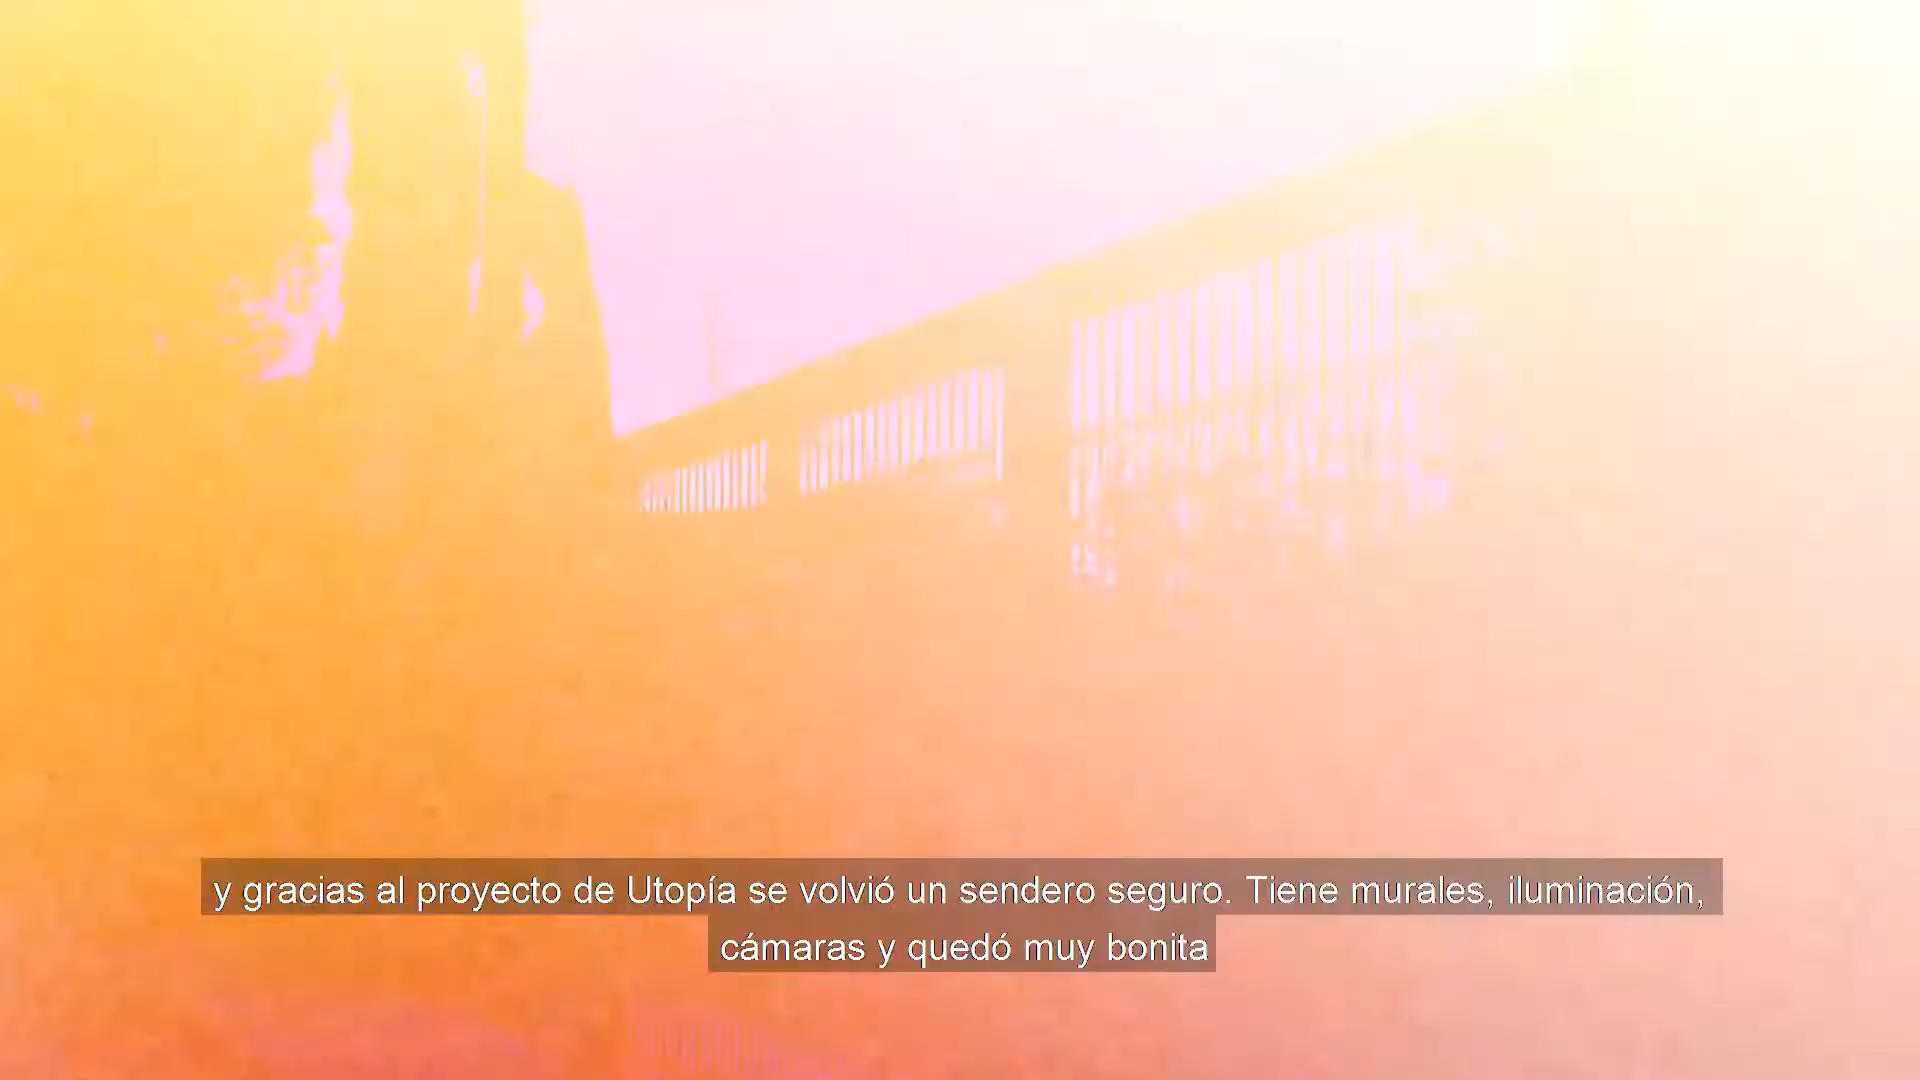 y gracias al proyecto de Utopía se volvió un sendero seguro. Tiene murales, iluminación,
cámaras y quedó muy bonita